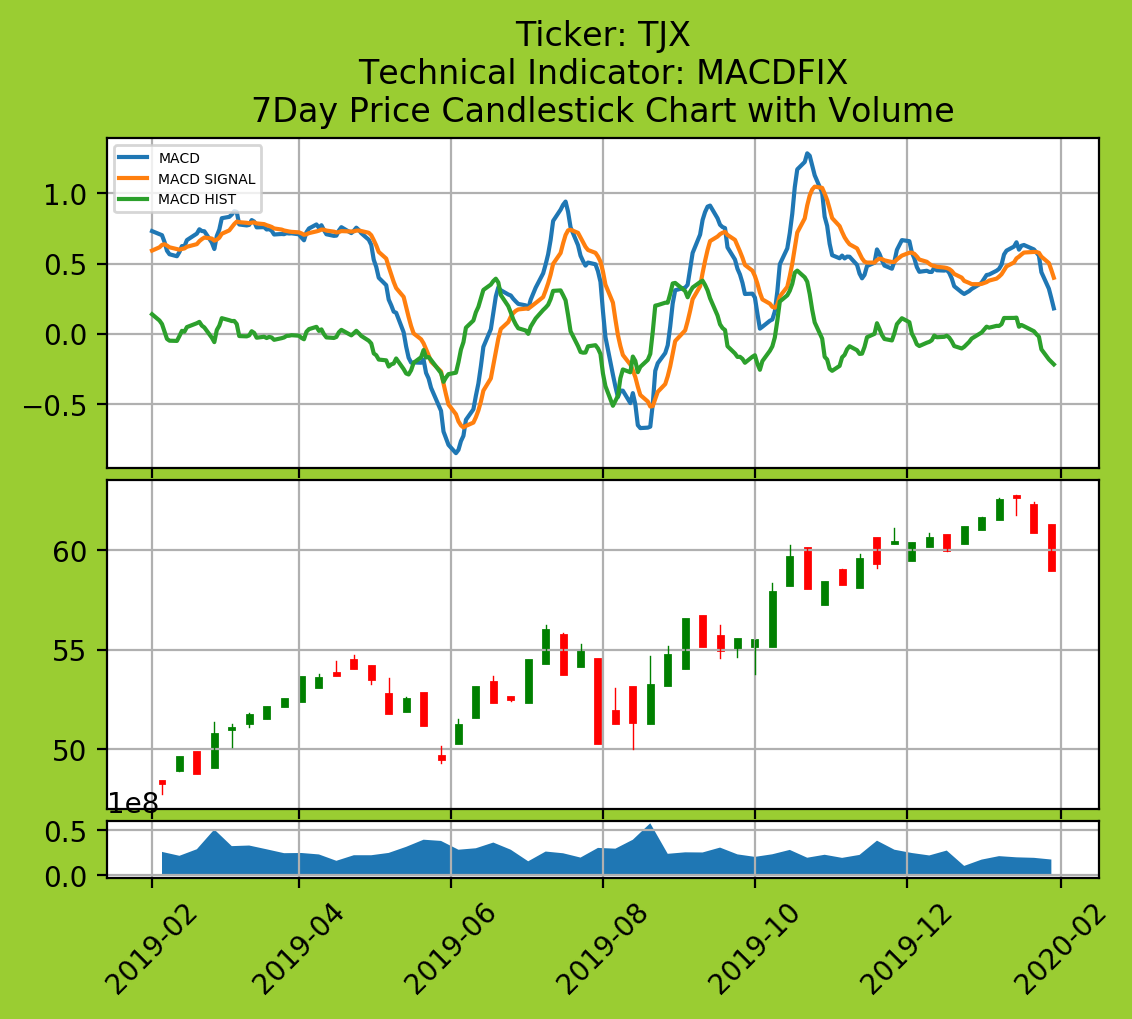 Ticker: TJX
Technical Indicator: MACDFIX
7Day Price Candlestick Chart with Volume
MACD
MACD SIGNAL
MACD HIST
1.0
0.5
0.0
−0.5
60
55
50
1e8
0.5
0.0
2019-02
2019-04
2019-06
2019-08
2019-10
2019-12
2020-02